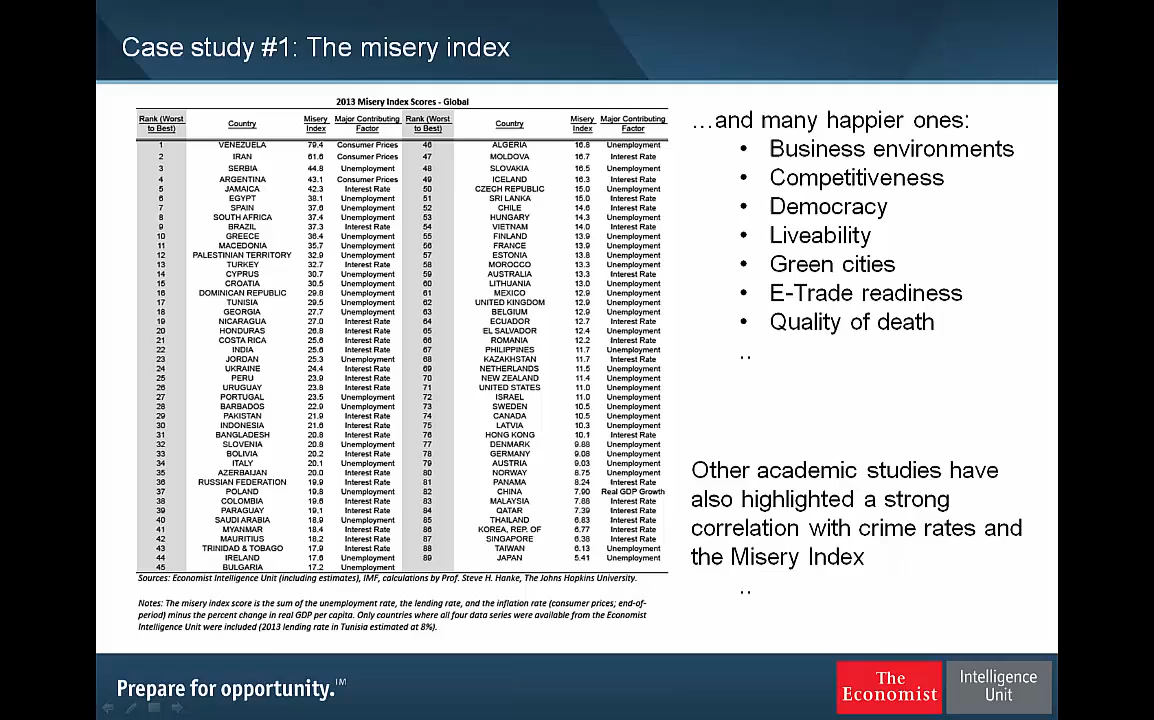 Case study #1: The misery index
2013 Misery Index Scores - Global
Rank (Worst to Best) Country Misery Index Major Contributing Factor Rank (Worst to Best) Country Misery Index Major Contributing Factor
1 VENEZUELA 79.4 Consumer Prices 46 ALGERIA 16.8 Unemployment
2 IRAN 61.6 Consumer Prices 47 MOLDOVA 16.7 Interest Rate
3 SERBIA 44.8 Unemployment 48 SLOVAKIA 16.5 Unemployment
4 ARGENTINA 43.1 Consumer Prices 49 ICELAND 16.3 Interest Rate
5 JAMAICA 42.3 Interest Rate 50 CZECH REPUBLIC 15.0 Unemployment
6 EGYPT 38.1 Unemployment 51 SRI LANKA 15.0 Interest Rate
7 SPAIN 37.6 Unemployment 52 CHILE 14.6 Interest Rate
8 SOUTH AFRICA 37.4 Unemployment 53 HUNGARY 14.3 Unemployment
9 BRAZIL 37.3 Interest Rate 54 VIETNAM 14.0 Interest Rate
10 GREECE 36.4 Unemployment 55 FINLAND 13.9 Unemployment
11 MACEDONIA 35.7 Unemployment 56 FRANCE 13.9 Unemployment
12 PALESTINIAN TERRITORY 32.9 Unemployment 57 ESTONIA 13.8 Unemployment
13 TURKEY 32.7 Interest Rate 58 MOROCCO 13.3 Unemployment
14 CYPRUS 30.7 Unemployment 59 AUSTRALIA 13.3 Interest Rate
15 CROATIA 30.5 Unemployment 60 LITHUANIA 13.0 Unemployment
16 DOMINICAN REPUBLIC 29.8 Unemployment 61 MEXICO 12.9 Unemployment
17 TUNISIA 29.5 Unemployment 62 UNITED KINGDOM 12.9 Unemployment
18 GEORGIA 27.7 Unemployment 63 BELGIUM 12.9 Unemployment
19 NICARAGUA 27.0 Interest Rate 64 ECUADOR 12.7 Interest Rate
20 HONDURAS 26.8 Interest Rate 65 EL SALVADOR 12.4 Unemployment
21 COSTA RICA 25.6 Interest Rate 66 ROMANIA 12.2 Interest Rate
22 INDIA 25.6 Interest Rate 67 PHILIPPINES 11.7 Unemployment
23 JORDAN 25.3 Unemployment 68 KAZAKHSTAN 11.7 Interest Rate
24 UKRAINE 24.4 Interest Rate 69 NETHERLANDS 11.5 Unemployment
25 PERU 23.9 Interest Rate 70 NEW ZEALAND 11.4 Unemployment
26 URUGUAY 23.8 Interest Rate 71 UNITED STATES 11.0 Unemployment
27 PORTUGAL 23.5 Unemployment 72 ISRAEL 11.0 Unemployment
28 BARBADOS 22.9 Unemployment 73 SWEDEN 10.5 Unemployment
29 PAKISTAN 21.9 Interest Rate 74 CANADA 10.5 Unemployment
30 INDONESIA 21.6 Interest Rate 75 LATVIA 10.3 Unemployment
31 BANGLADESH 20.8 Interest Rate 76 HONG KONG 10.1 Interest Rate
32 SLOVENIA 20.8 Unemployment 77 DENMARK 9.88 Unemployment
33 BOLIVIA 20.2 Interest Rate 78 GERMANY 9.08 Unemployment
34 ITALY 20.1 Unemployment 79 AUSTRIA 9.03 Unemployment
35 AZERBAIJAN 20.0 Interest Rate 80 NORWAY 8.75 Unemployment
36 RUSSIAN FEDERATION 19.9 Interest Rate 81 PANAMA 8.24 Interest Rate
37 POLAND 19.8 Unemployment 82 CHINA 7.90 Real GDP Growth
38 COLOMBIA 19.6 Interest Rate 83 MALAYSIA 7.88 Interest Rate
39 PARAGUAY 19.1 Interest Rate 84 QATAR 7.39 Interest Rate
40 SAUDI ARABIA 18.9 Unemployment 85 THAILAND 6.83 Interest Rate
41 MYANMAR 18.4 Interest Rate 86 KOREA, REP. OF 6.77 Interest Rate
42 MAURITIUS 18.2 Interest Rate 87 SINGAPORE 6.38 Interest Rate
43 TRINIDAD & TOBAGO 17.9 Interest Rate 88 TAIWAN 6.13 Unemployment
44 IRELAND 17.6 Unemployment 89 JAPAN 5.41 Unemployment
45 BULGARIA 17.2 Unemployment
Sources: Economist Intelligence Unit (including estimates), IMF, calculations by Prof. Steve H. Hanke, The Johns Hopkins University.
Notes: The misery index score is the sum of the unemployment rate, the lending rate, and the inflation rate (consumer prices; end-of-
period) minus the percent change in real GDP per capita. Only countries where all four data series were available from the Economist
Intelligence Unit were included (2013 lending rate in Tunisia estimated at 8%).
…and many happier ones:
• Business environments
• Competitiveness
• Democracy
• Liveability
• Green cities
• E-Trade readiness
• Quality of death
..
Other academic studies have
also highlighted a strong
correlation with crime rates and
the Misery Index
..
Prepare for opportunity.™
The
Economist
Intelligence
Unit